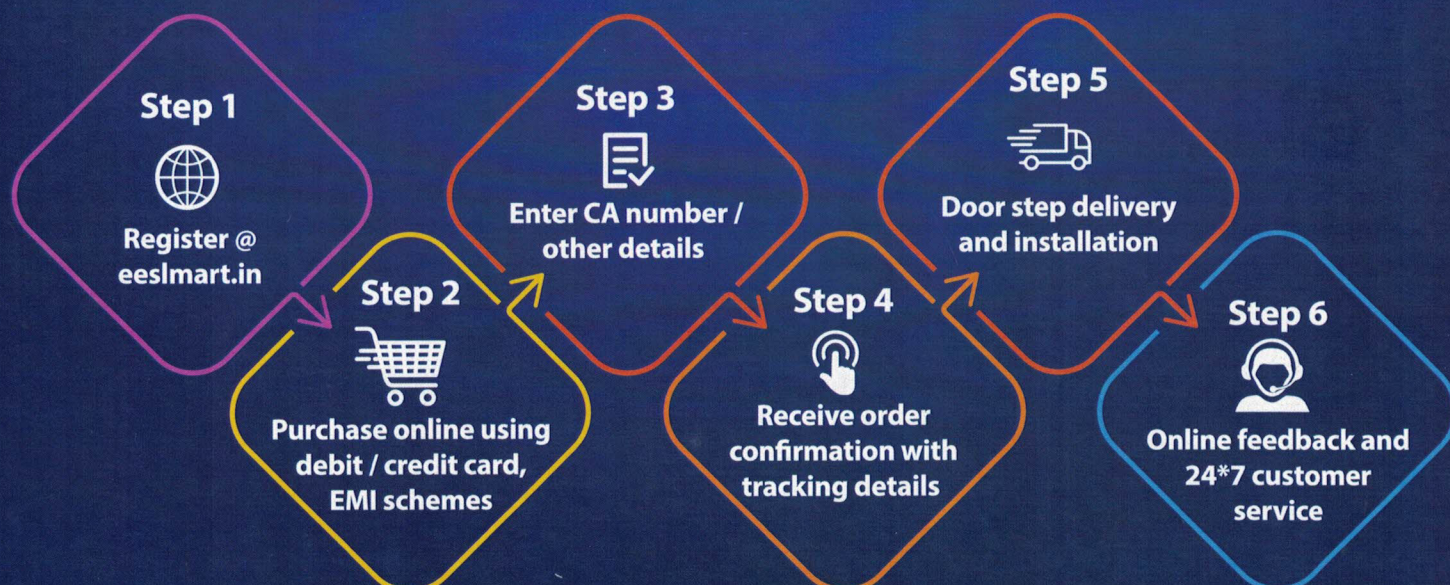 Step 1
Register @
eeslmart.in
Step 2
Purchase online using
debit / credit card,
EMI schemes
Step 3
Enter CA number /
other details
Step 4
Receive order
confirmation with
tracking details
Step 5
Door step delivery
and installation
Step 6
Online feedback and
24*7 customer
service